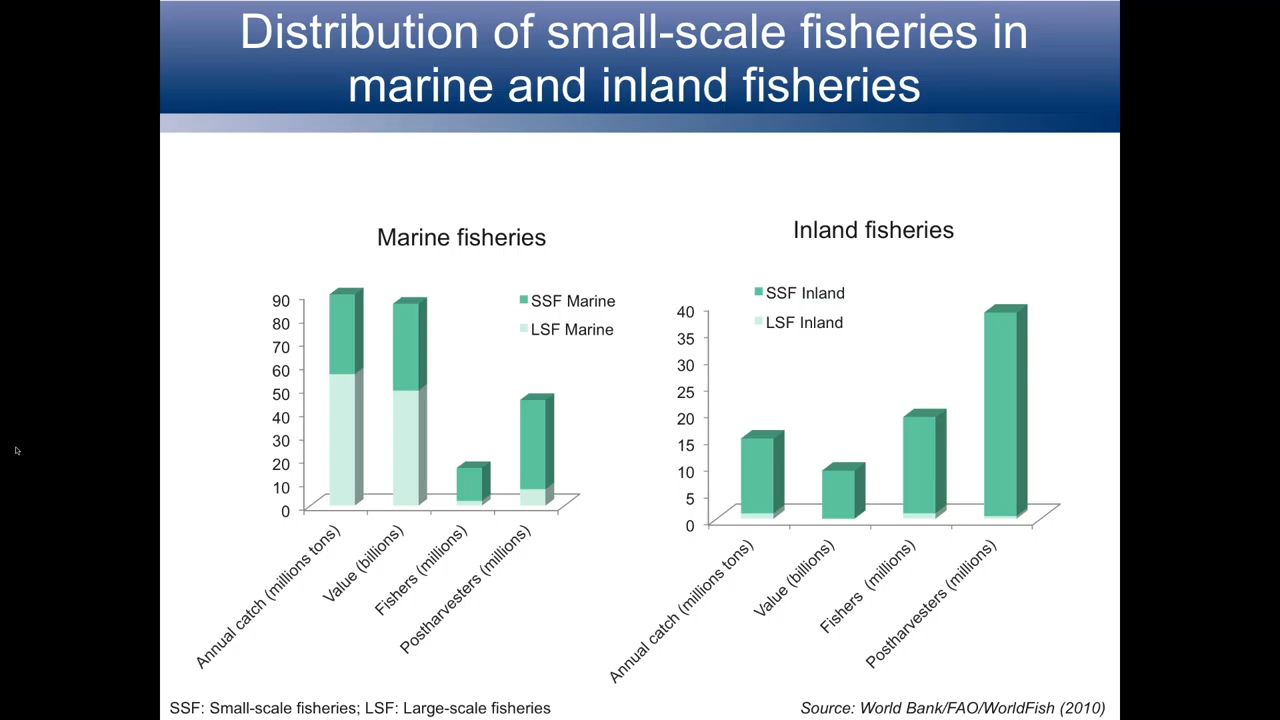 Distribution of small-scale fisheries in
marine and inland fisheries
Marine fisheries
90
80
70
60
50
40
30
20
10
0
SSF Marine
LSF Marine
Annual catch (millions tons)
Value (billions)
Fishers (millions)
Postharvesters (millions)
Inland fisheries
40
35
30
25
20
15
10
5
0
SSF Inland
LSF Inland
Annual catch (millions tons)
Value (billions)
Fishers (millions)
Postharvesters (millions)
SSF: Small-scale fisheries; LSF: Large-scale fisheries
Source: World Bank/FAO/WorldFish (2010)